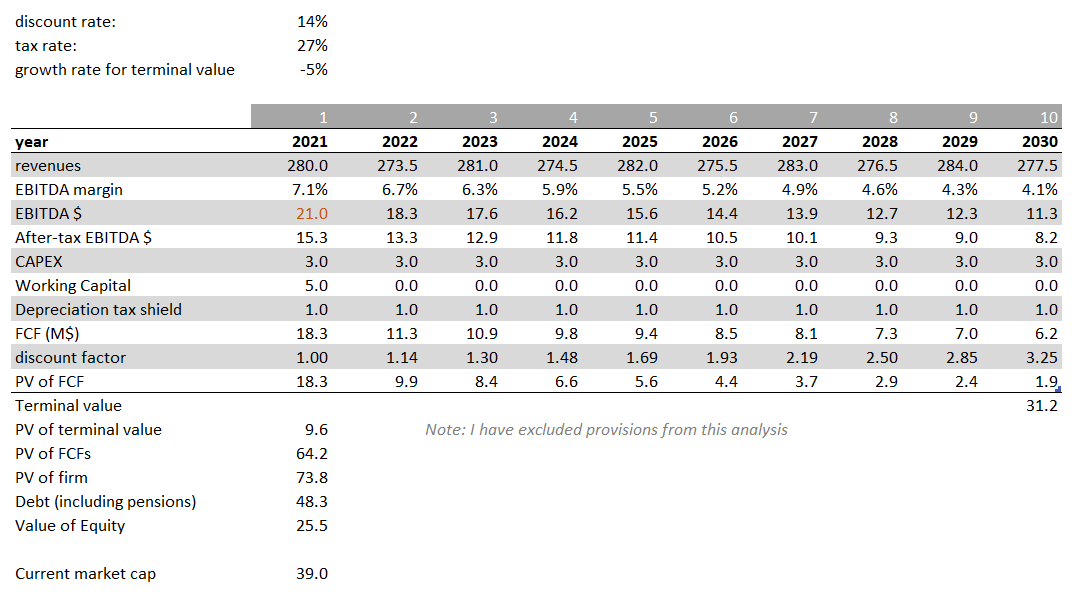 discount rate: 14%
tax rate: 27%
growth rate for terminal value -5%
1 2 3 4 5 6 7 8 9 10
year 2021 2022 2023 2024 2025 2026 2027 2028 2029 2030
revenues 280.0 273.5 281.0 274.5 282.0 275.5 283.0 276.5 284.0 277.5
EBITDA margin 7.1% 6.7% 6.3% 5.9% 5.5% 5.2% 4.9% 4.6% 4.3% 4.1%
EBITDA $ 21.0 18.3 17.6 16.2 15.6 14.4 13.9 12.7 12.3 11.3
After-tax EBITDA $ 15.3 13.3 12.9 11.8 11.4 10.5 10.1 9.3 9.0 8.2
CAPEX 3.0 3.0 3.0 3.0 3.0 3.0 3.0 3.0 3.0 3.0
Working Capital 5.0 0.0 0.0 0.0 0.0 0.0 0.0 0.0 0.0 0.0
Depreciation tax shield 1.0 1.0 1.0 1.0 1.0 1.0 1.0 1.0 1.0 1.0
FCF (M$) 18.3 11.3 10.9 9.8 9.4 8.5 8.1 7.3 7.0 6.2
discount factor 1.00 1.14 1.30 1.48 1.69 1.93 2.19 2.50 2.85 3.25
PV of FCF 18.3 9.9 8.4 6.6 5.6 4.4 3.7 2.9 2.4 1.9
Terminal value 31.2
PV of terminal value 9.6 Note: I have excluded provisions from this analysis
PV of FCFs 64.2
PV of firm 73.8
Debt (including pensions) 48.3
Value of Equity 25.5
Current market cap 39.0